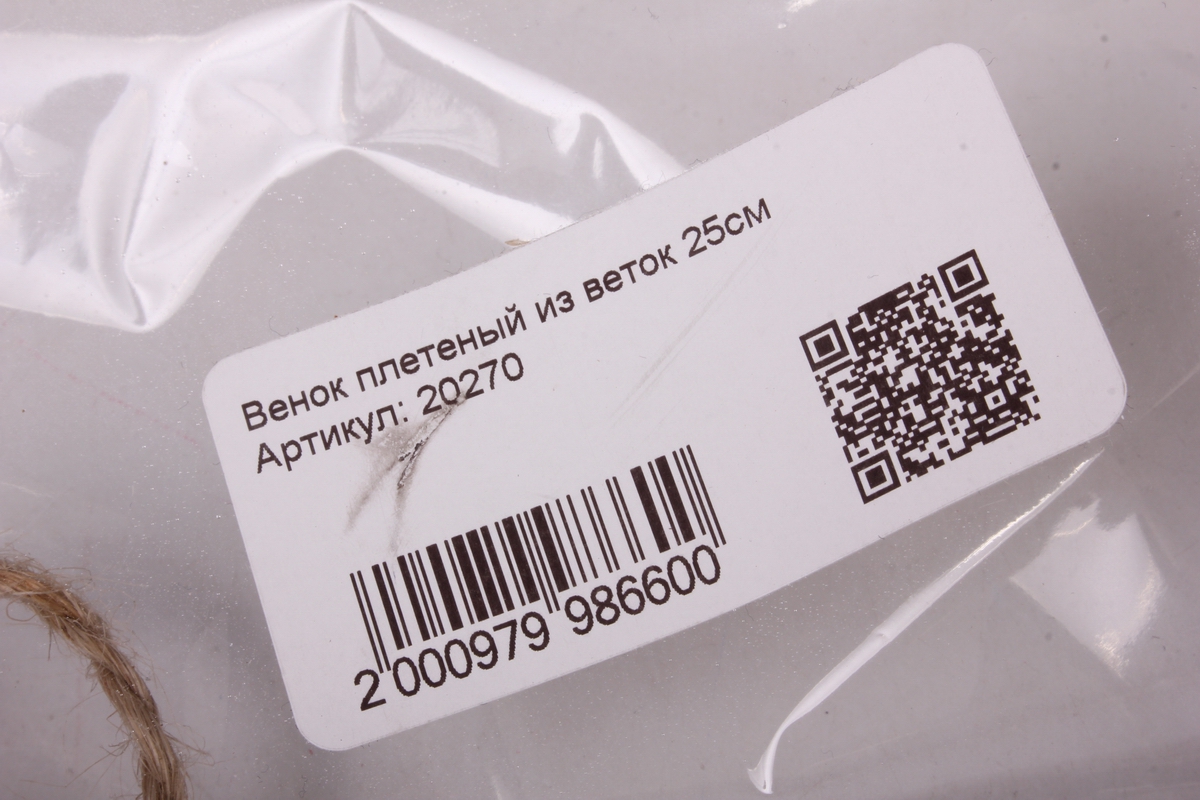 Венок плетеный из веток 25см
Артикул: 20270
2 000979 986600